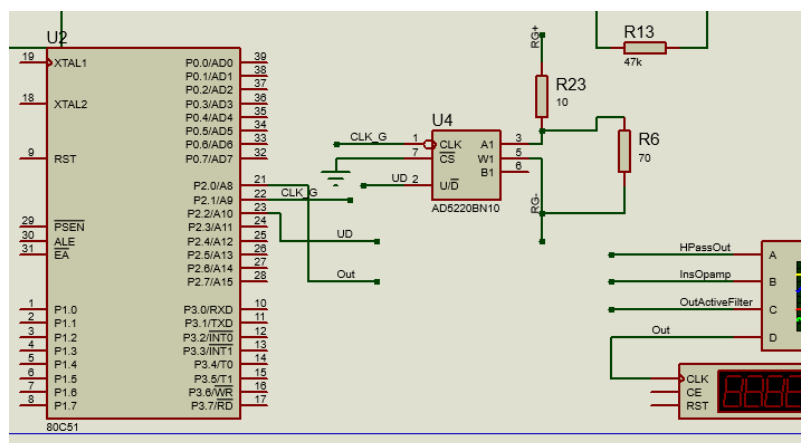 U2
19 XTAL1
18 XTAL2
9 RST
29 PSEN
30 ALE
31 EA
1 P1.0
2 P1.1
3 P1.2
4 P1.3
5 P1.4
6 P1.5
7 P1.6
8 P1.7
P0.0/AD0 39
P0.1/AD1 38
P0.2/AD2 37
P0.3/AD3 36
P0.4/AD4 35
P0.5/AD5 34
P0.6/AD6 33
P0.7/AD7 32
P2.0/A8 21
P2.1/A9 22
P2.2/A10 23
P2.3/A11 24
P2.4/A12 25
P2.5/A13 26
P2.6/A14 27
P2.7/A15 28
P3.0/RXD 10
P3.1/TXD 11
P3.2/INT0 12
P3.3/INT1 13
P3.4/T0 14
P3.5/T1 15
P3.6/WR 16
P3.7/RD 17
80C51
CLK_G
UD
Out
U4
CLK_G 1 CLK
7 CS
UD 2 U/D
A1 3
W1 5
B1 6
AD5220BN10
RG+
R23
10
R6
70
RG-
R13
47k
HPassOut A
InsOpamp B
OutActiveFilter C
Out D
CLK
CE
RST